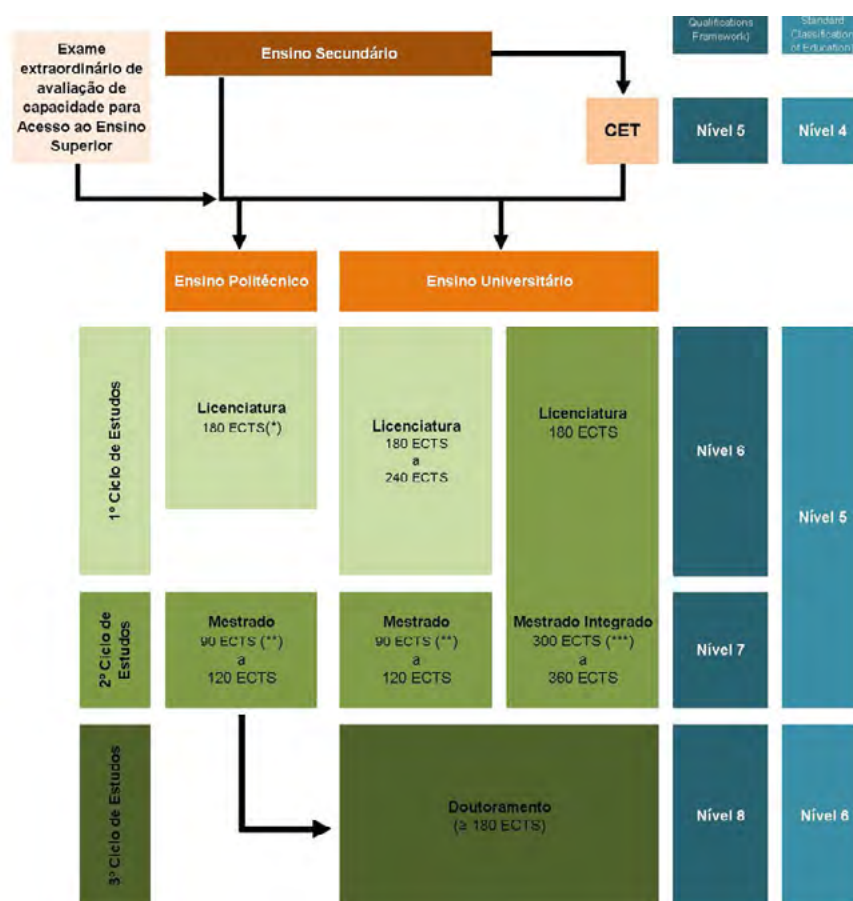 Exame
extraordinário de
avaliação de
capacidade para
Acesso ao Ensino
Superior
Ensino Secundário
Qualifications
Framework)
Standard
Classification
of Education)
CET
Nível 5
Nível 4
Ensino Politécnico
Ensino Universitário
1º Ciclo de Estudos
Licenciatura
180 ECTS(*)
Licenciatura
180 ECTS
a
240 ECTS
Licenciatura
180 ECTS
Nível 6
Nível 5
2º Ciclo de
Estudos
Mestrado
90 ECTS (**)
a
120 ECTS
Mestrado
90 ECTS (**)
a
120 ECTS
Mestrado Integrado
300 ECTS (***)
a
360 ECTS
Nível 7
3º Ciclo de Estudos
Doutoramento
(≥ 180 ECTS)
Nível 8
Nível 6